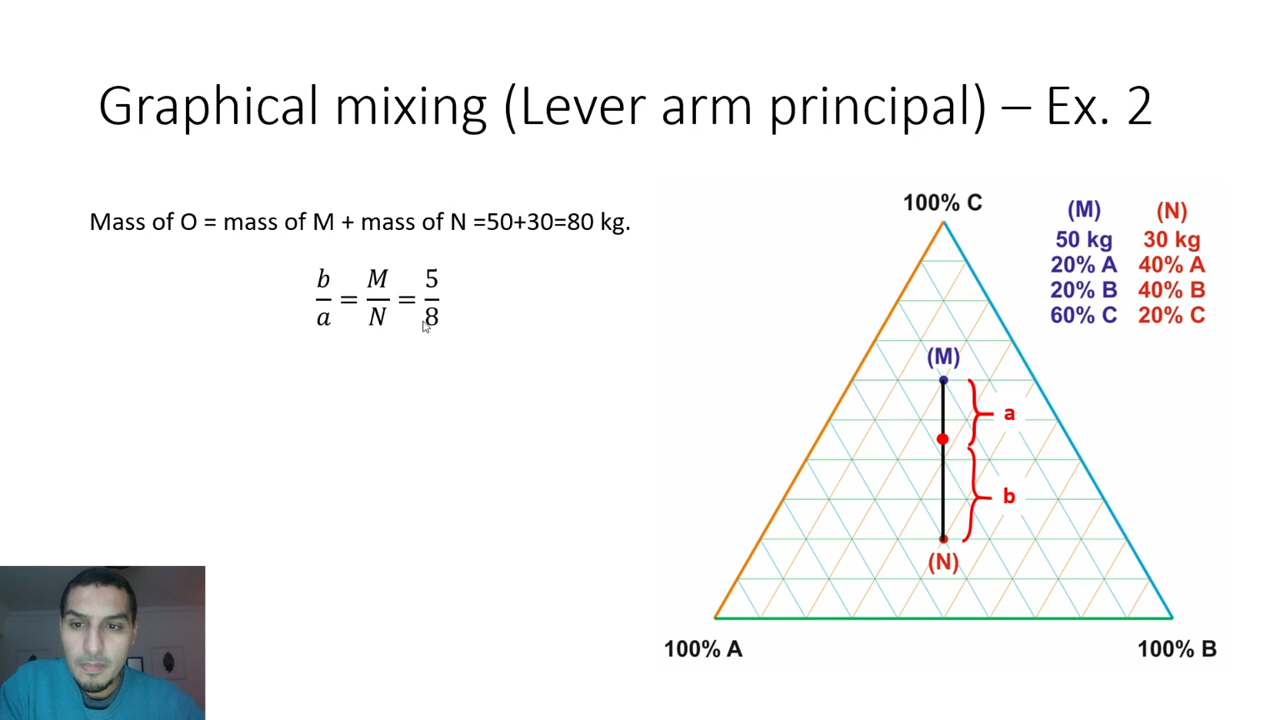 Graphical mixing (Lever arm principal) – Ex. 2
Mass of O = mass of M + mass of N =50+30=80 kg.
b/a = M/N = 5/8
100% C
(M) (N)
50 kg 30 kg
20% A 40% A
20% B 40% B
60% C 20% C
(M)
a
b
(N)
100% A
100% B